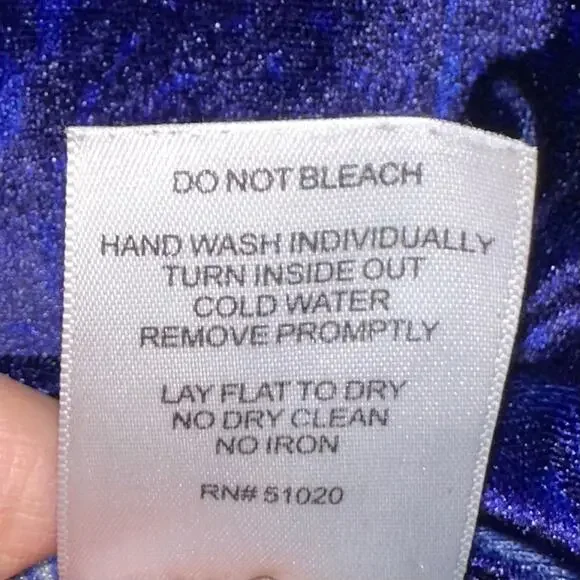 DO NOT BLEACH
HAND WASH INDIVIDUALLY
TURN INSIDE OUT
COLD WATER
REMOVE PROMPTLY
LAY FLAT TO DRY
NO DRY CLEAN
NO IRON
RN# 51020